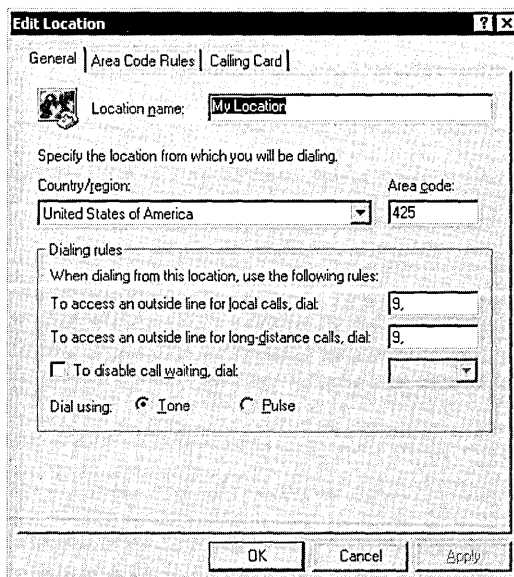 Edit Location
General Area Code Rules Calling Card
Location name: My Location
Specify the location from which you will be dialing.
Country/region: Area code:
United States of America 425
Dialing rules
When dialing from this location, use the following rules:
To access an outside line for local calls, dial: 9,
To access an outside line for long-distance calls, dial: 9,
To disable call waiting, dial:
Dial using: Tone Pulse
OK Cancel Apply